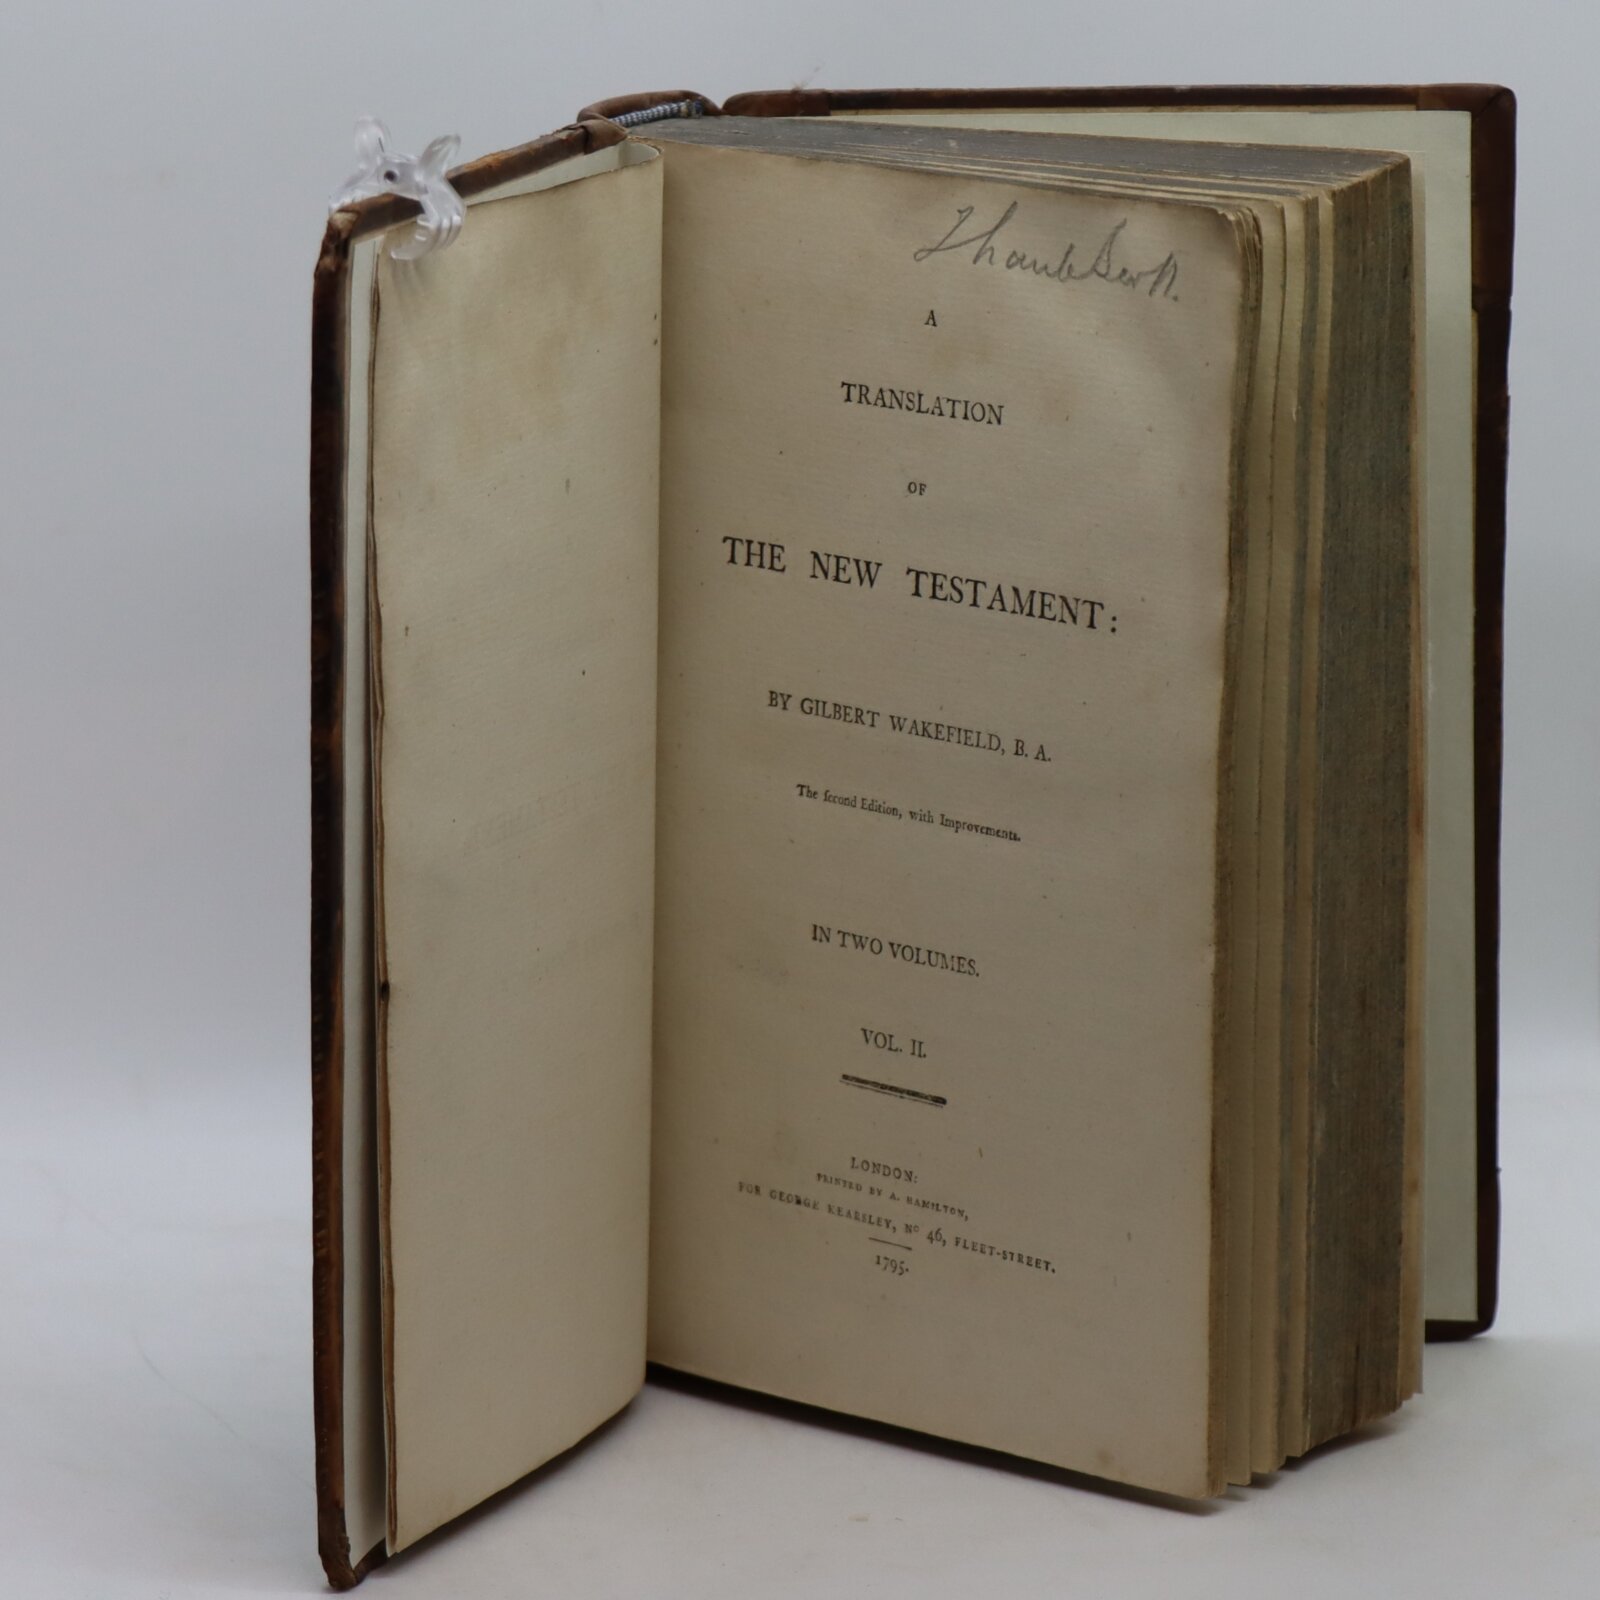 A
TRANSLATION
OF
THE NEW TESTAMENT:
BY GILBERT WAKEFIELD, B. A.
The ſecond Edition, with Improvements.
IN TWO VOLUMES.
VOL. II.
LONDON:
PRINTED BY A. HAMILTON,
FOR GEORGE KEARSLEY, Nº 46, FLEET-STREET.
1795.